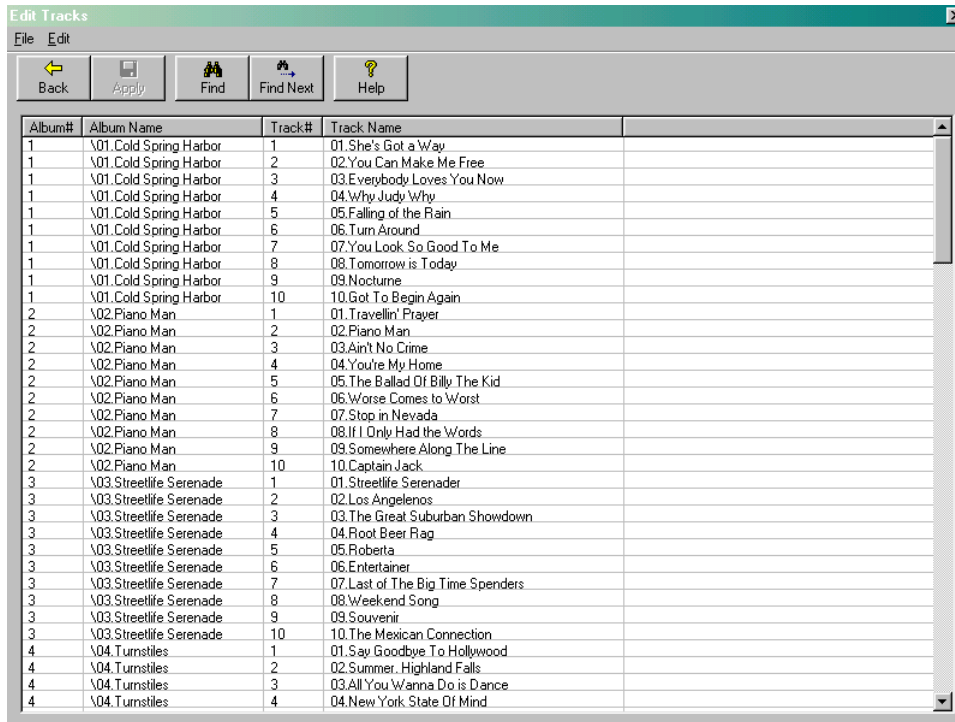 Edit Tracks
File Edit
Back Apply Find Find Next Help
Album# Album Name Track# Track Name
1 \01.Cold Spring Harbor 1 01.She's Got a Way
1 \01.Cold Spring Harbor 2 02.You Can Make Me Free
1 \01.Cold Spring Harbor 3 03.Everybody Loves You Now
1 \01.Cold Spring Harbor 4 04.Why Judy Why
1 \01.Cold Spring Harbor 5 05.Falling of the Rain
1 \01.Cold Spring Harbor 6 06.Turn Around
1 \01.Cold Spring Harbor 7 07.You Look So Good To Me
1 \01.Cold Spring Harbor 8 08.Tomorrow is Today
1 \01.Cold Spring Harbor 9 09.Nocturne
1 \01.Cold Spring Harbor 10 10.Got To Begin Again
2 \02.Piano Man 1 01.Travellin' Prayer
2 \02.Piano Man 2 02.Piano Man
2 \02.Piano Man 3 03.Ain't No Crime
2 \02.Piano Man 4 04.You're My Home
2 \02.Piano Man 5 05.The Ballad Of Billy The Kid
2 \02.Piano Man 6 06.Worse Comes to Worst
2 \02.Piano Man 7 07.Stop in Nevada
2 \02.Piano Man 8 08.If I Only Had the Words
2 \02.Piano Man 9 09.Somewhere Along The Line
2 \02.Piano Man 10 10.Captain Jack
3 \03.Streetlife Serenade 1 01.Streetlife Serenader
3 \03.Streetlife Serenade 2 02.Los Angelenos
3 \03.Streetlife Serenade 3 03.The Great Suburban Showdown
3 \03.Streetlife Serenade 4 04.Root Beer Rag
3 \03.Streetlife Serenade 5 05.Roberta
3 \03.Streetlife Serenade 6 06.Entertainer
3 \03.Streetlife Serenade 7 07.Last of The Big Time Spenders
3 \03.Streetlife Serenade 8 08.Weekend Song
3 \03.Streetlife Serenade 9 09.Souvenir
3 \03.Streetlife Serenade 10 10.The Mexican Connection
4 \04.Turnstiles 1 01.Say Goodbye To Hollywood
4 \04.Turnstiles 2 02.Summer. Highland Falls
4 \04.Turnstiles 3 03.All You Wanna Do is Dance
4 \04.Turnstiles 4 04.New York State Of Mind